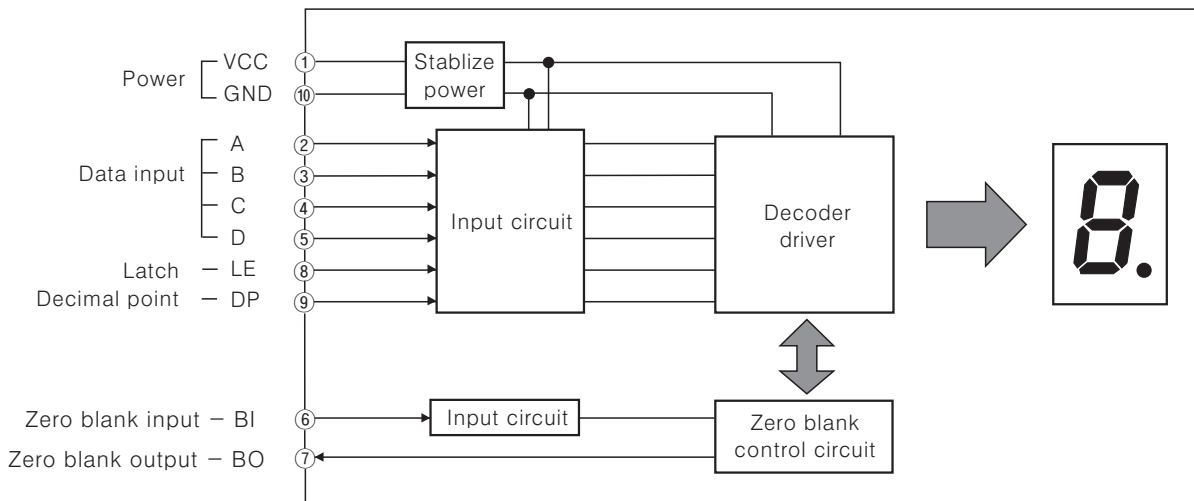 Power
VCC ①
GND ⑩
Stablize
power
Data input
A ②
B ③
C ④
D ⑤
Latch – LE ⑧
Decimal point – DP ⑨
Input circuit
Decoder
driver
8.
Zero blank input – BI ⑥
Input circuit
Zero blank output – BO ⑦
Zero blank
control circuit